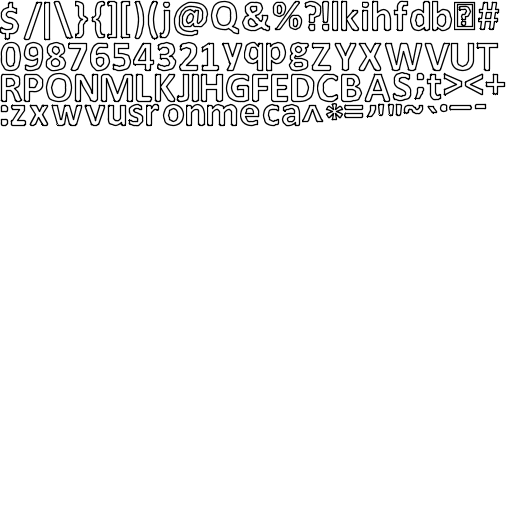 $/|\}{][)(j@Q&%?!lkihfdb�#
0987654321yqpgZYXWVUT
RPONMLKJIHGFEDCBAS;t><+
:zxwvusronmeca^*=,"'~`._-